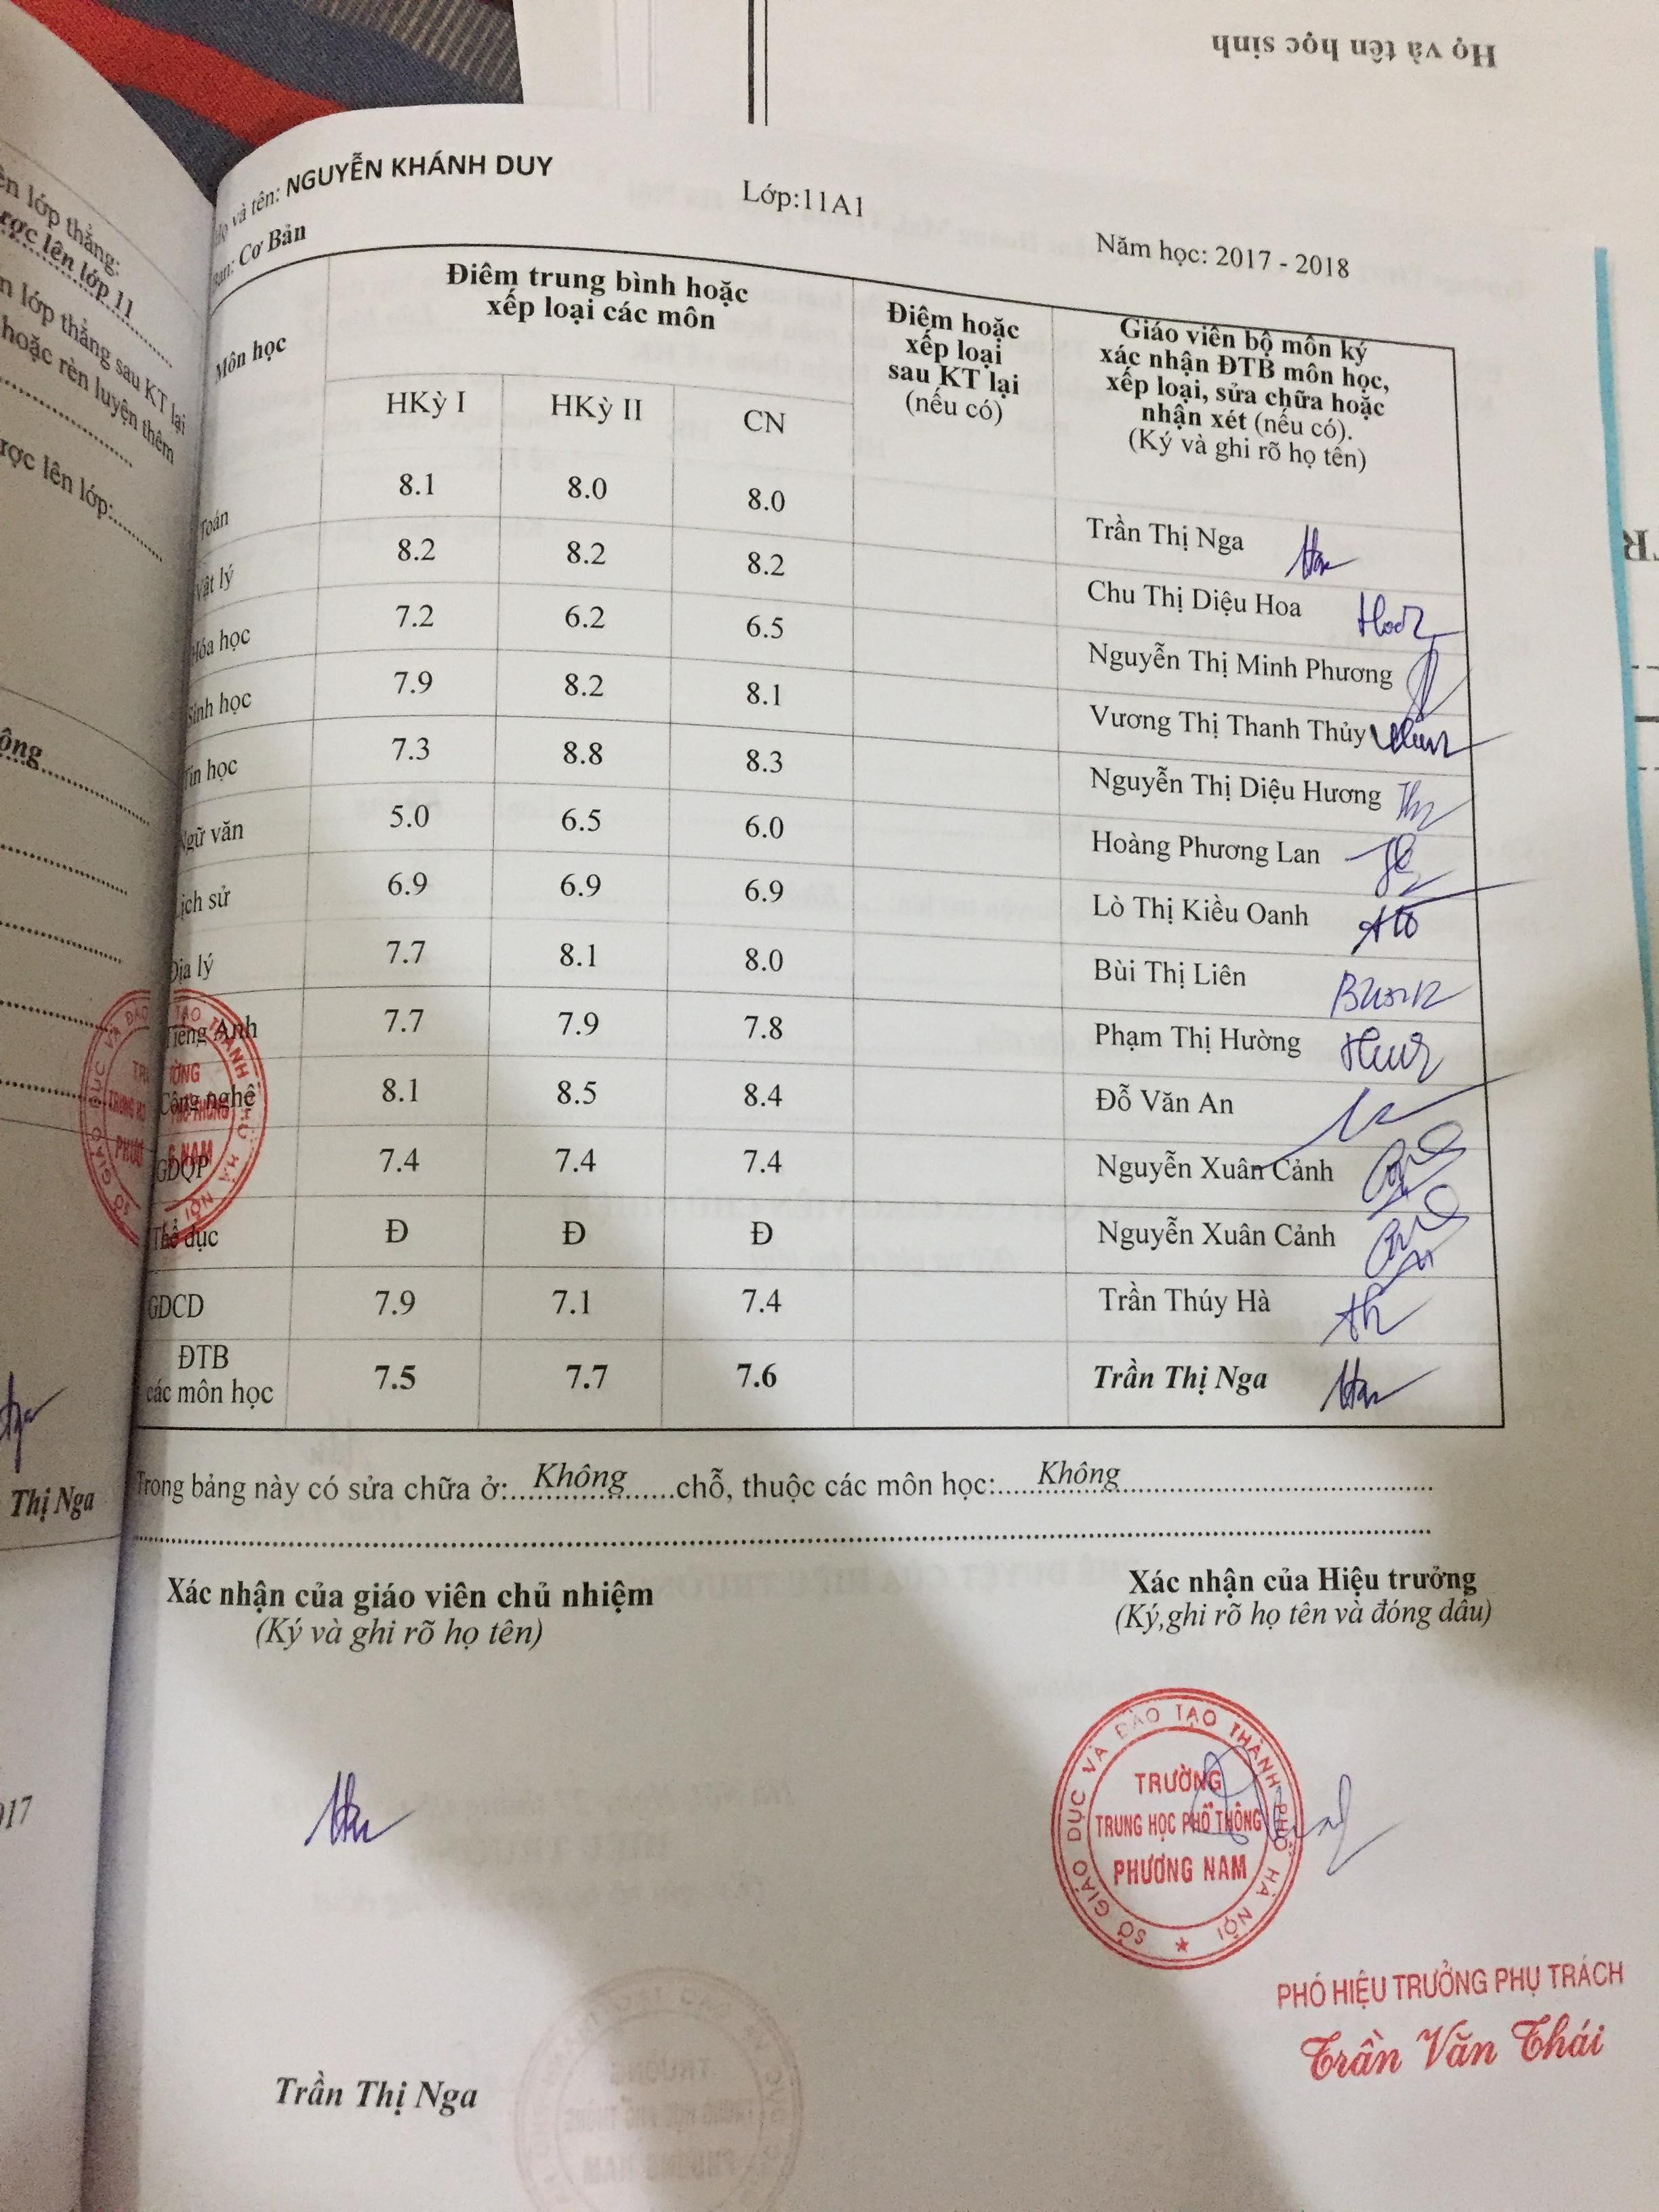 Họ và tên học sinh
ên lớp thẳng:
ược lên lớp 11
n lớp thẳng sau KT lại
hoặc rèn luyện thêm
ược lên lớp:
ộng
Thị Nga
017
ọ và tên: NGUYỄN KHÁNH DUY Lớp:11A1 Năm học: 2017 - 2018
Ban: Cơ Bản
Môn học
Điểm trung bình hoặc
xếp loại các môn
HKỳ I HKỳ II CN
Điểm hoặc
xếp loại
sau KT lại
(nếu có)
Giáo viên bộ môn ký
xác nhận ĐTB môn học,
xếp loại, sửa chữa hoặc
nhận xét (nếu có).
(Ký và ghi rõ họ tên)
Toán 8.1 8.0 8.0 Trần Thị Nga
Vật lý 8.2 8.2 8.2 Chu Thị Diệu Hoa
Hóa học 7.2 6.2 6.5 Nguyễn Thị Minh Phương
Sinh học 7.9 8.2 8.1 Vương Thị Thanh Thủy
Tin học 7.3 8.8 8.3 Nguyễn Thị Diệu Hương
Ngữ văn 5.0 6.5 6.0 Hoàng Phương Lan
Lịch sử 6.9 6.9 6.9 Lò Thị Kiều Oanh
Địa lý 7.7 8.1 8.0 Bùi Thị Liên
Tiếng Anh 7.7 7.9 7.8 Phạm Thị Hường
Công nghệ 8.1 8.5 8.4 Đỗ Văn An
GDQP 7.4 7.4 7.4 Nguyễn Xuân Cảnh
Thể dục Đ Đ Đ Nguyễn Xuân Cảnh
GDCD 7.9 7.1 7.4 Trần Thúy Hà
ĐTB
các môn học 7.5 7.7 7.6 Trần Thị Nga
Trong bảng này có sửa chữa ở:....Không....chỗ, thuộc các môn học:....Không....
Xác nhận của giáo viên chủ nhiệm
(Ký và ghi rõ họ tên)
Xác nhận của Hiệu trưởng
(Ký,ghi rõ họ tên và đóng dấu)
SỞ GIÁO DỤC VÀ ĐÀO TẠO THÀNH PHỐ HÀ NỘI
TRƯỜNG
TRUNG HỌC PHỔ THÔNG
PHƯƠNG NAM
PHÓ HIỆU TRƯỞNG PHỤ TRÁCH
Trần Văn Thái
Trần Thị Nga